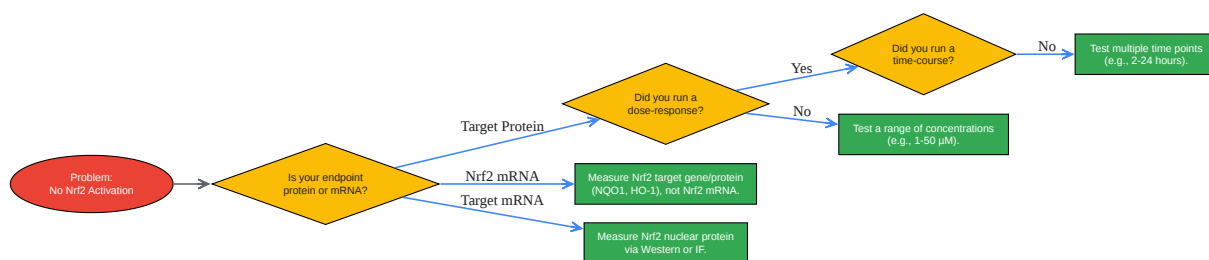 Problem:
No Nrf2 Activation
Is your endpoint
protein or mRNA?
Target Protein
Nrf2 mRNA
Target mRNA
Did you run a
dose-response?
Measure Nrf2 target gene/protein
(NQO1, HO-1), not Nrf2 mRNA.
Measure Nrf2 nuclear protein
via Western or IF.
Yes
No
Did you run a
time-course?
Test a range of concentrations
(e.g., 1-50 µM).
No
Test multiple time points
(e.g., 2-24 hours).